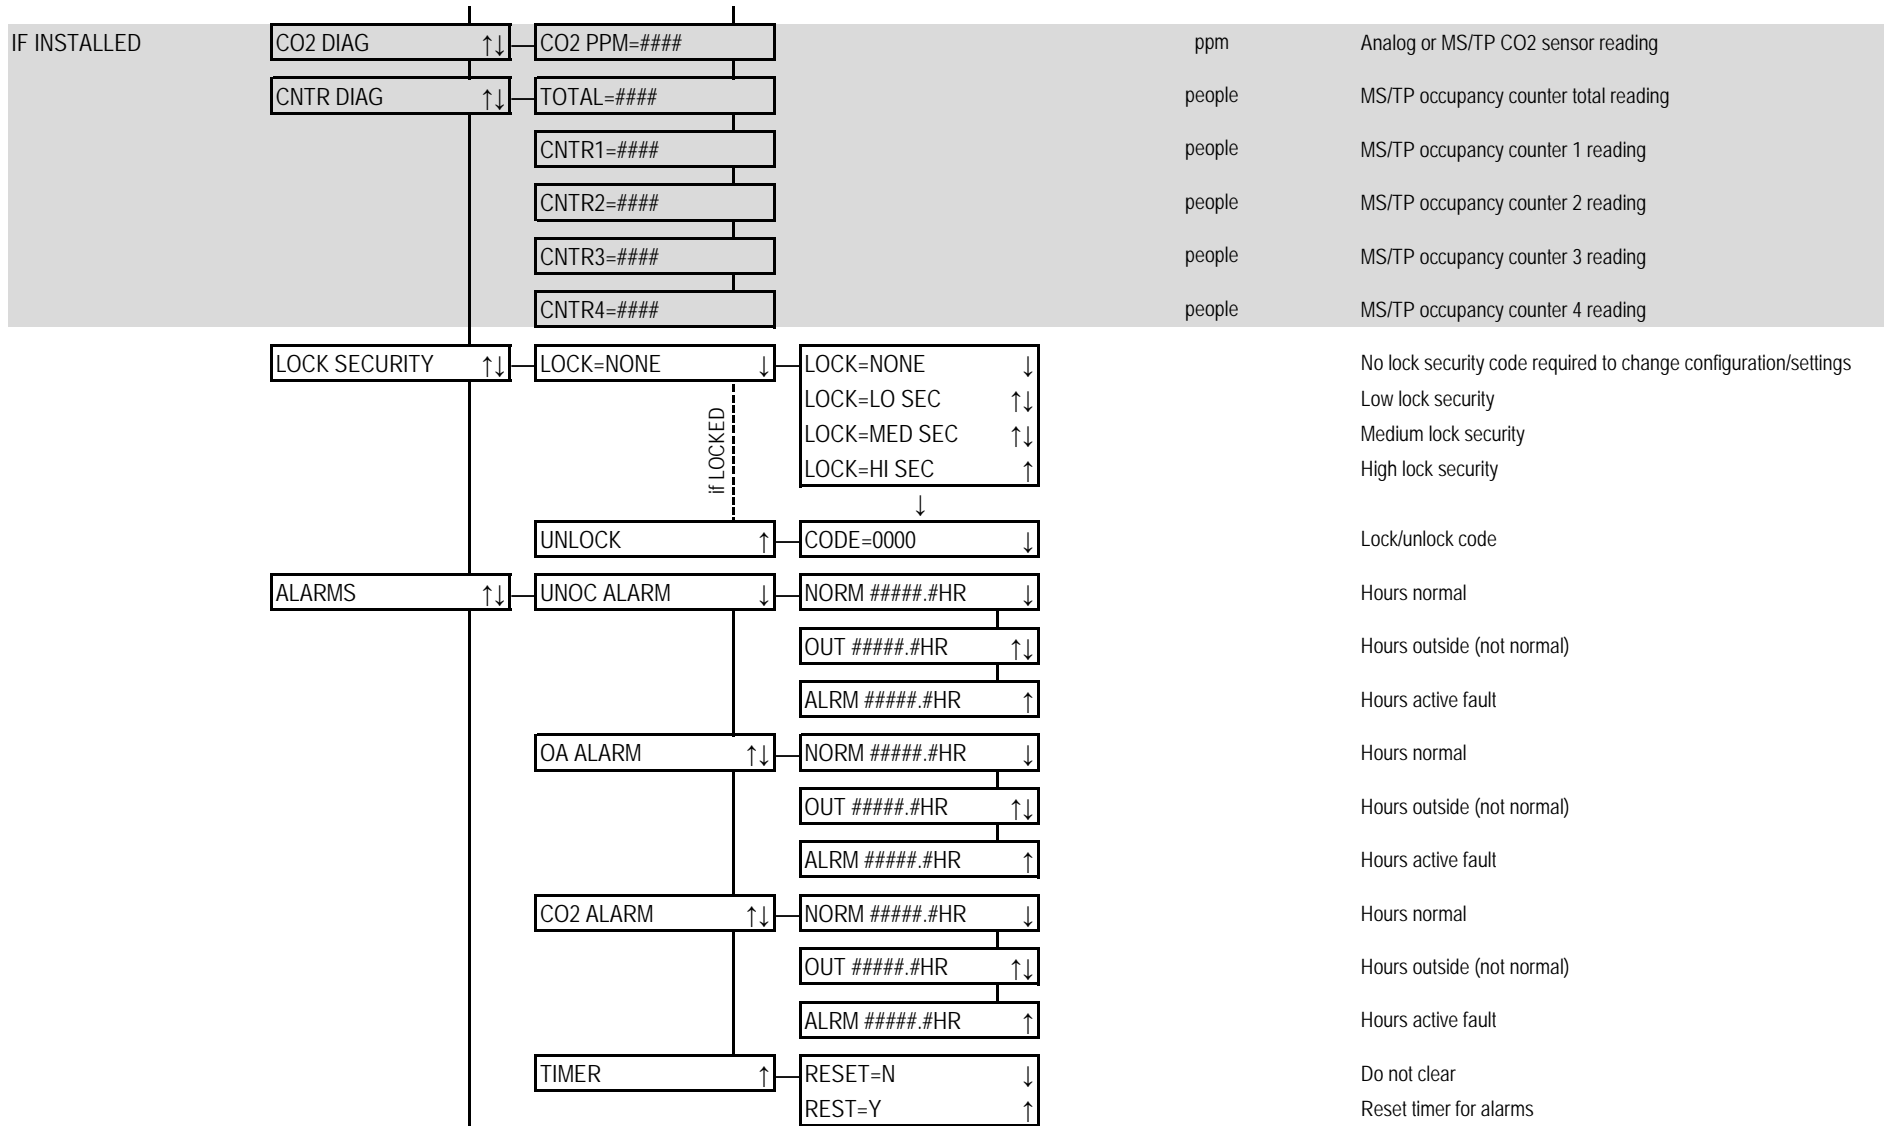 IF INSTALLED CO2 DIAG ↑↓ CO2 PPM=#### ppm Analog or MS/TP CO2 sensor reading
CNTR DIAG ↑↓ TOTAL=#### people MS/TP occupancy counter total reading
CNTR1=#### people MS/TP occupancy counter 1 reading
CNTR2=#### people MS/TP occupancy counter 2 reading
CNTR3=#### people MS/TP occupancy counter 3 reading
CNTR4=#### people MS/TP occupancy counter 4 reading
LOCK SECURITY ↑↓ LOCK=NONE ↓ LOCK=NONE ↓ No lock security code required to change configuration/settings
LOCK=LO SEC ↑↓ Low lock security
LOCK=MED SEC ↑↓ Medium lock security
LOCK=HI SEC ↑ High lock security
if LOCKED
↓
UNLOCK ↑ CODE=0000 ↓ Lock/unlock code
ALARMS ↑↓ UNOC ALARM ↓ NORM #####.#HR ↓ Hours normal
OUT #####.#HR ↑↓ Hours outside (not normal)
ALRM #####.#HR ↑ Hours active fault
OA ALARM ↑↓ NORM #####.#HR ↓ Hours normal
OUT #####.#HR ↑↓ Hours outside (not normal)
ALRM #####.#HR ↑ Hours active fault
CO2 ALARM ↑↓ NORM #####.#HR ↓ Hours normal
OUT #####.#HR ↑↓ Hours outside (not normal)
ALRM #####.#HR ↑ Hours active fault
TIMER ↑ RESET=N ↓ Do not clear
REST=Y ↑ Reset timer for alarms